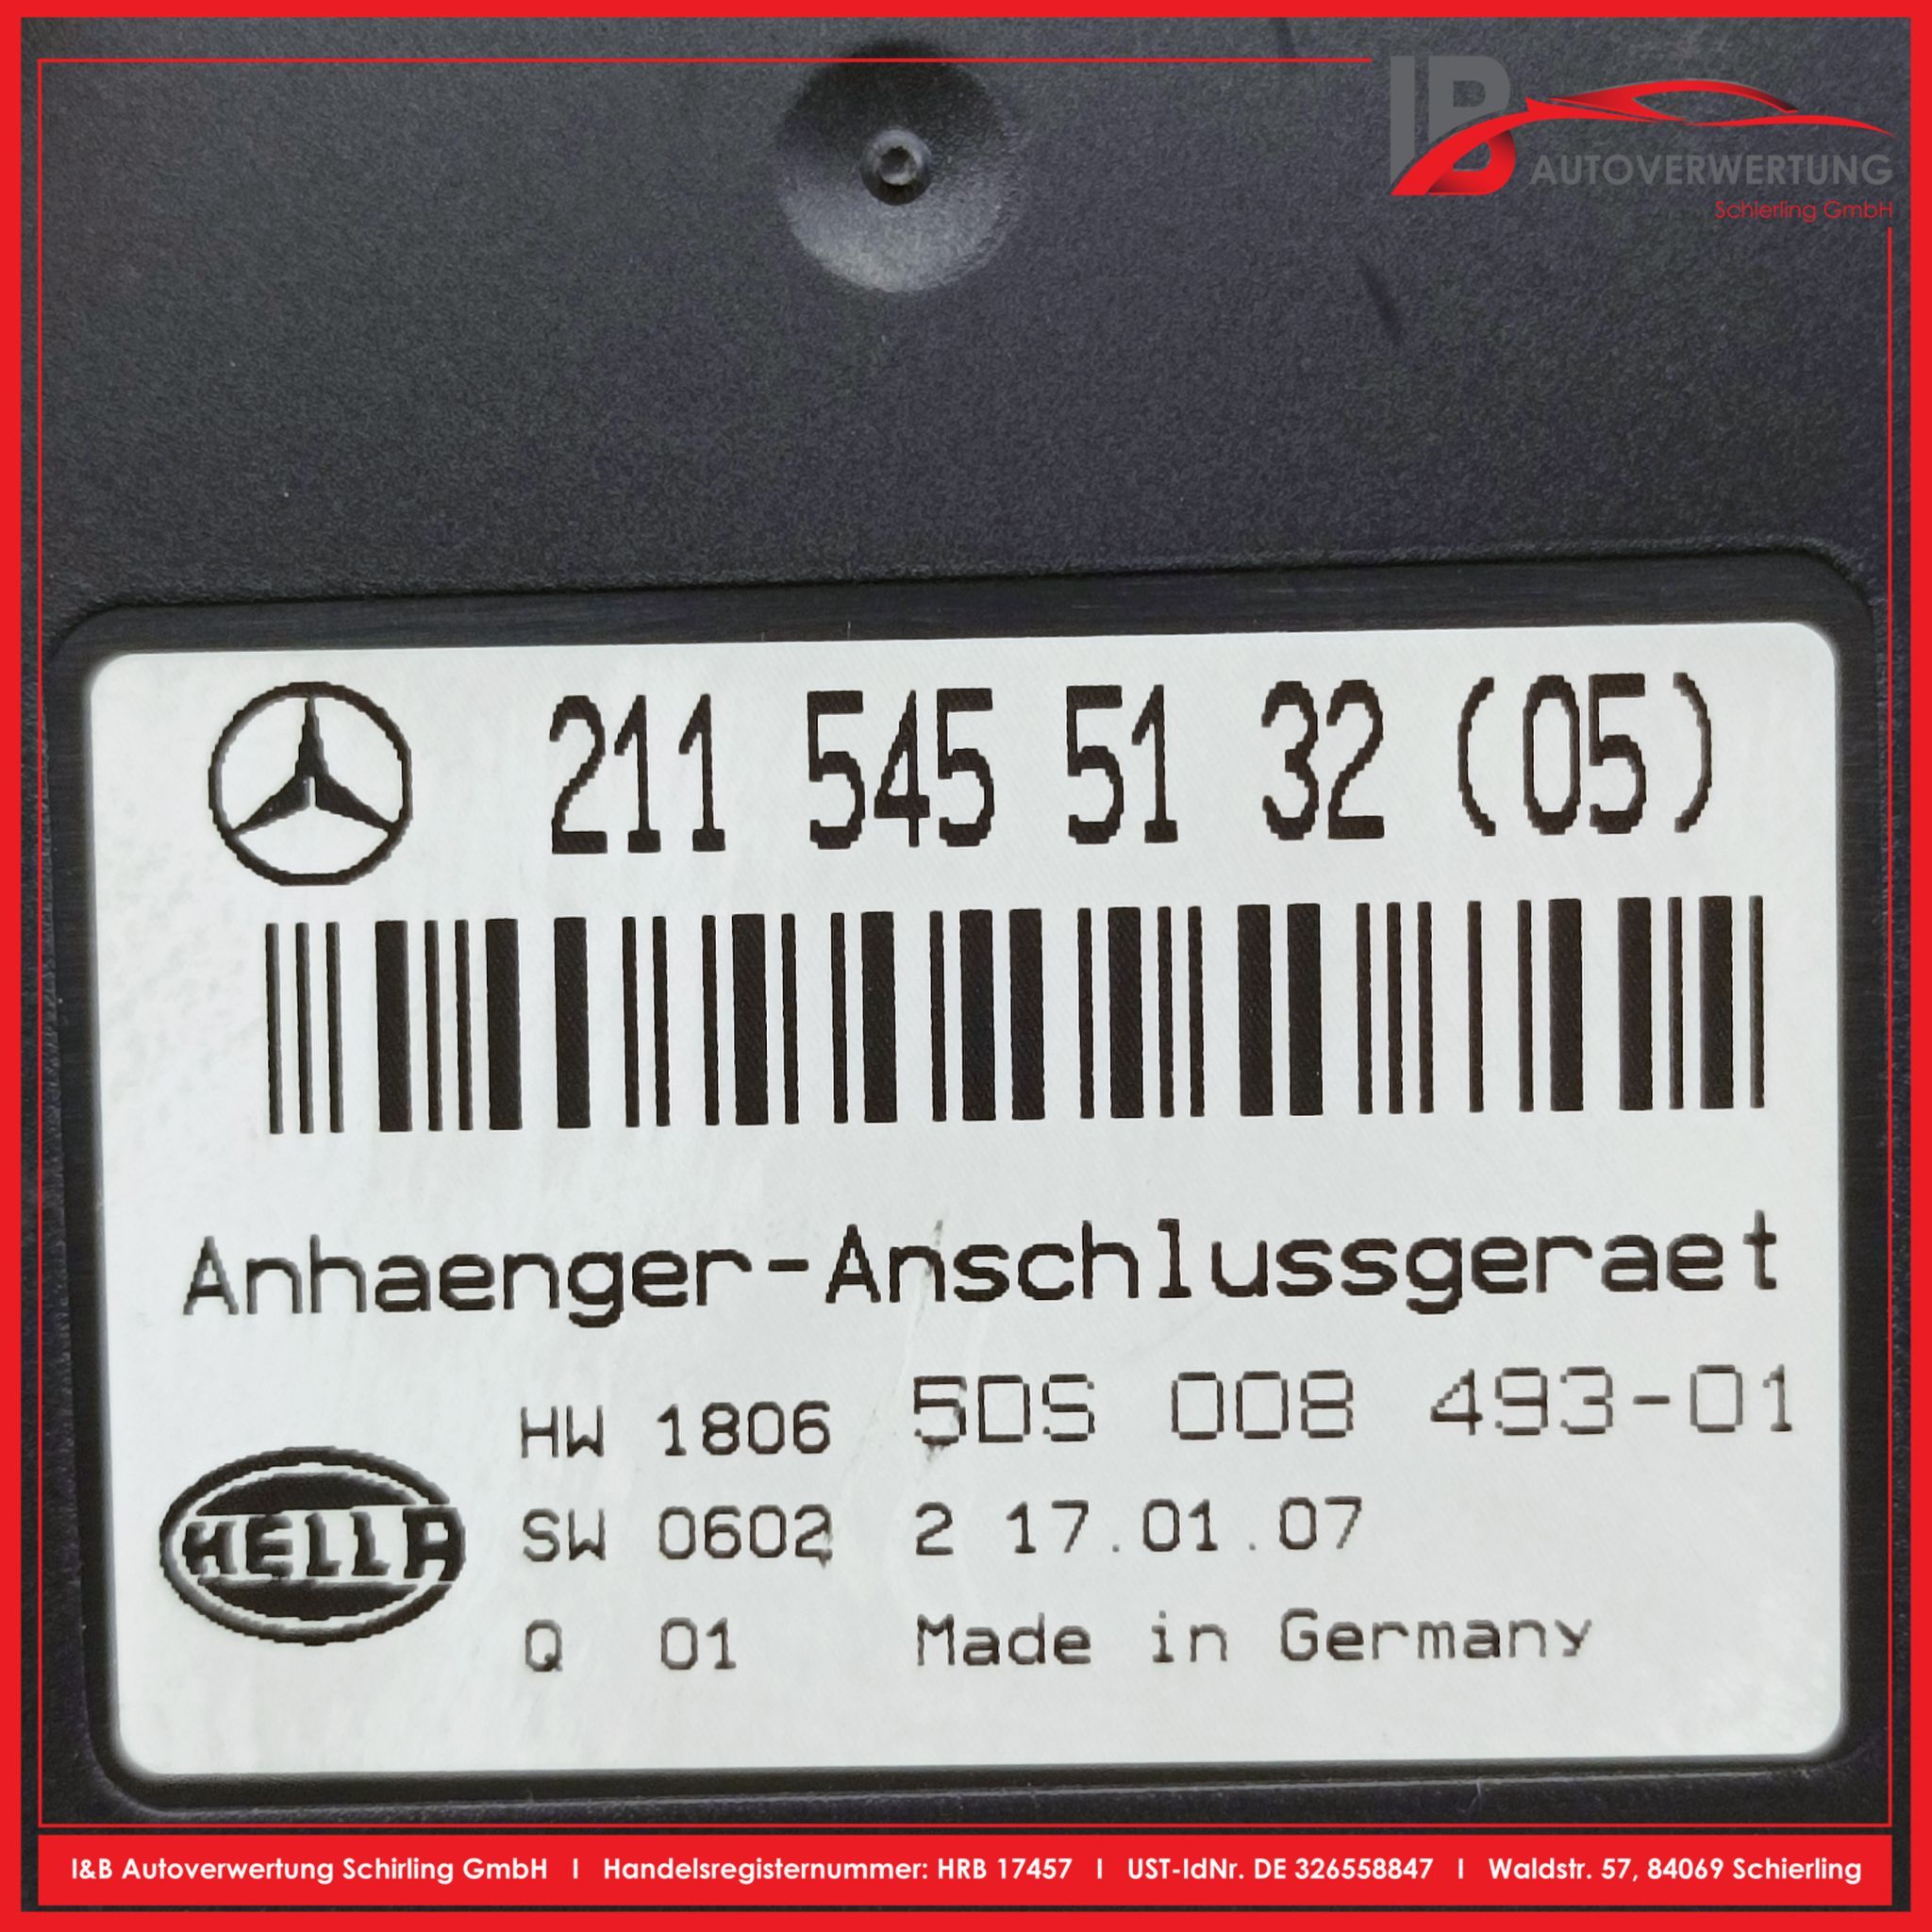 IB
AUTOVERWERTUNG
Schierling GmbH
211 545 51 32 (05)
Anhaenger-Anschlussgeraet
HW 1806 5DS 008 493-01
HELLA
SW 0602 2 17.01.07
Q 01 Made in Germany
I&B Autoverwertung Schirling GmbH I Handelsregisternummer: HRB 17457 I UST-IdNr. DE 326558847 I Waldstr. 57, 84069 Schierling